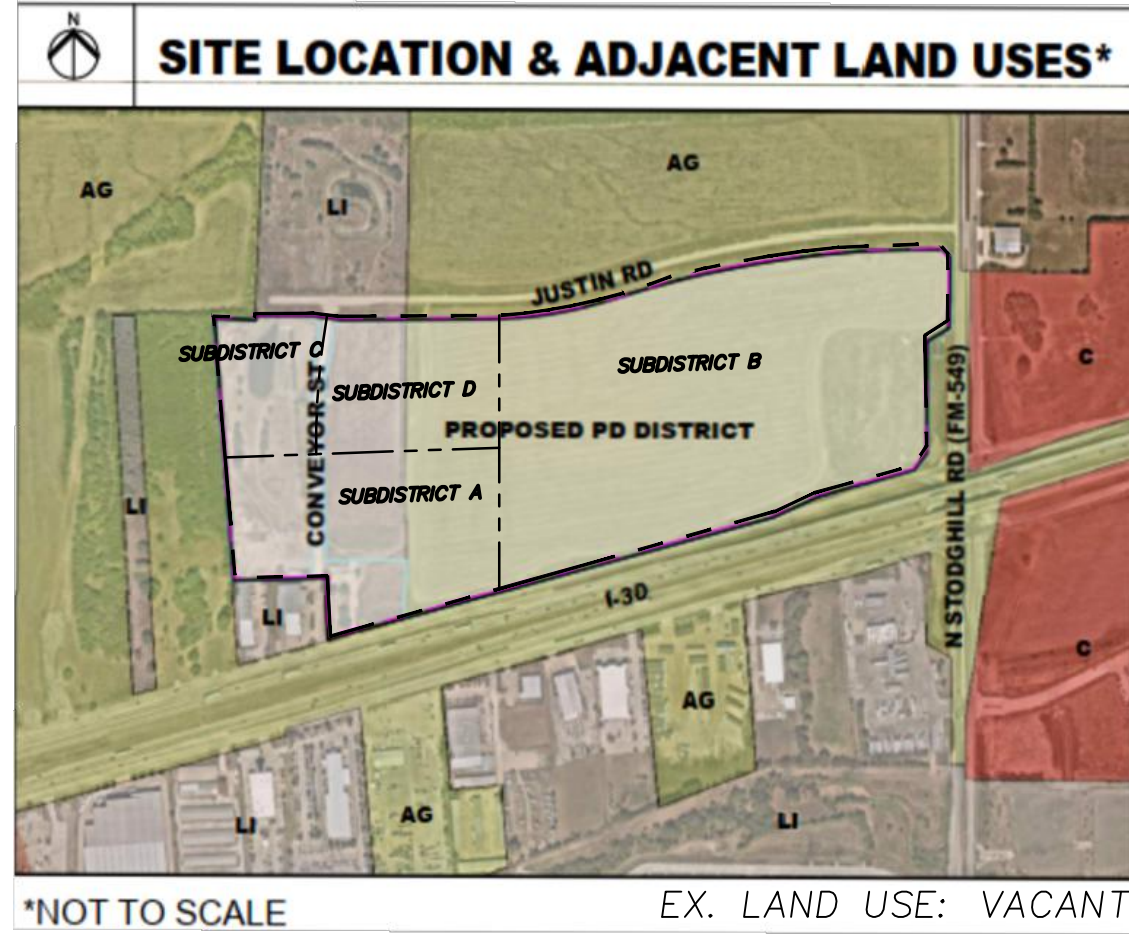 N
SITE LOCATION & ADJACENT LAND USES*
AG
AG
LI
JUSTIN RD
SUBDISTRICT C
SUBDISTRICT D
SUBDISTRICT B
C
CONVEYOR ST
PROPOSED PD DISTRICT
SUBDISTRICT A
LI
N STODGHILL RD (FM-549)
I-30
LI
C
AG
AG
LI
LI
*NOT TO SCALE
EX. LAND USE: VACANT